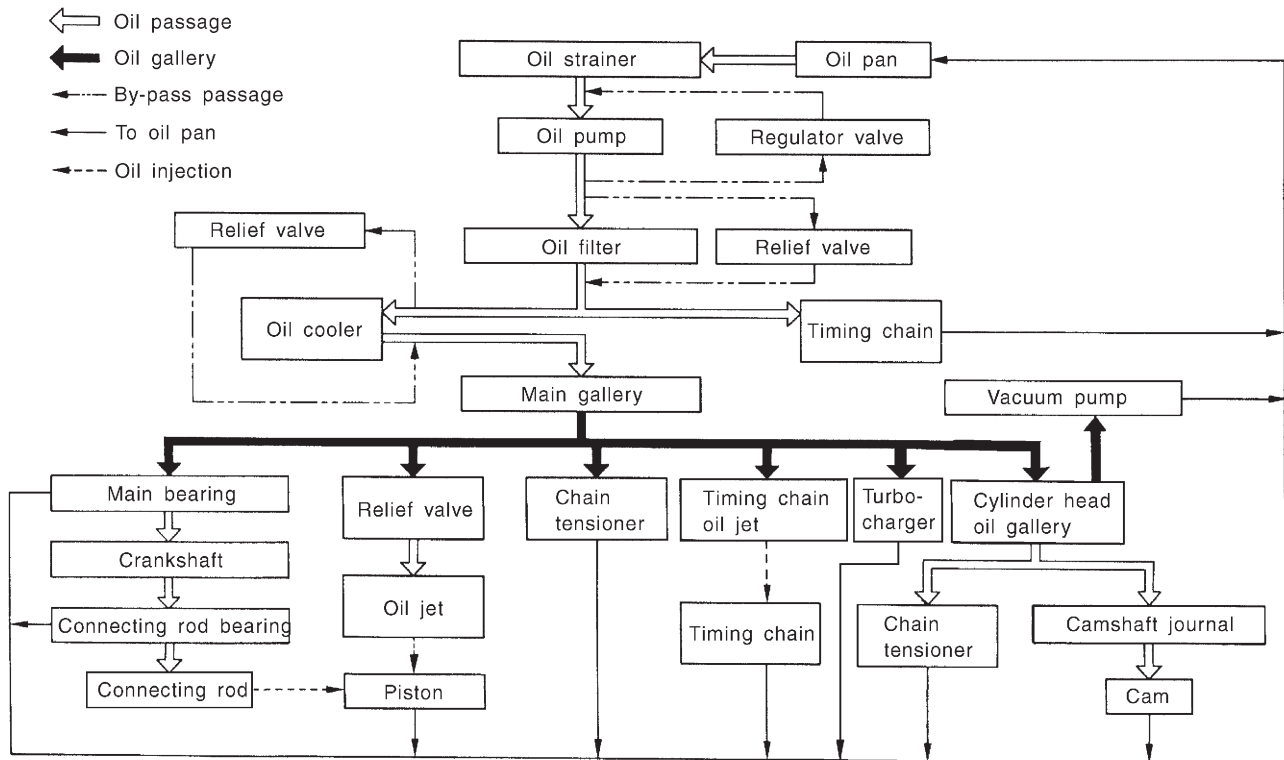 Oil passage
Oil gallery
By-pass passage
To oil pan
Oil injection
Oil strainer
Oil pan
Oil pump
Regulator valve
Relief valve
Oil filter
Relief valve
Oil cooler
Timing chain
Main gallery
Vacuum pump
Main bearing
Relief valve
Chain
tensioner
Timing chain
oil jet
Turbo-
charger
Cylinder head
oil gallery
Crankshaft
Oil jet
Connecting rod bearing
Timing chain
Chain
tensioner
Camshaft journal
Connecting rod
Piston
Cam